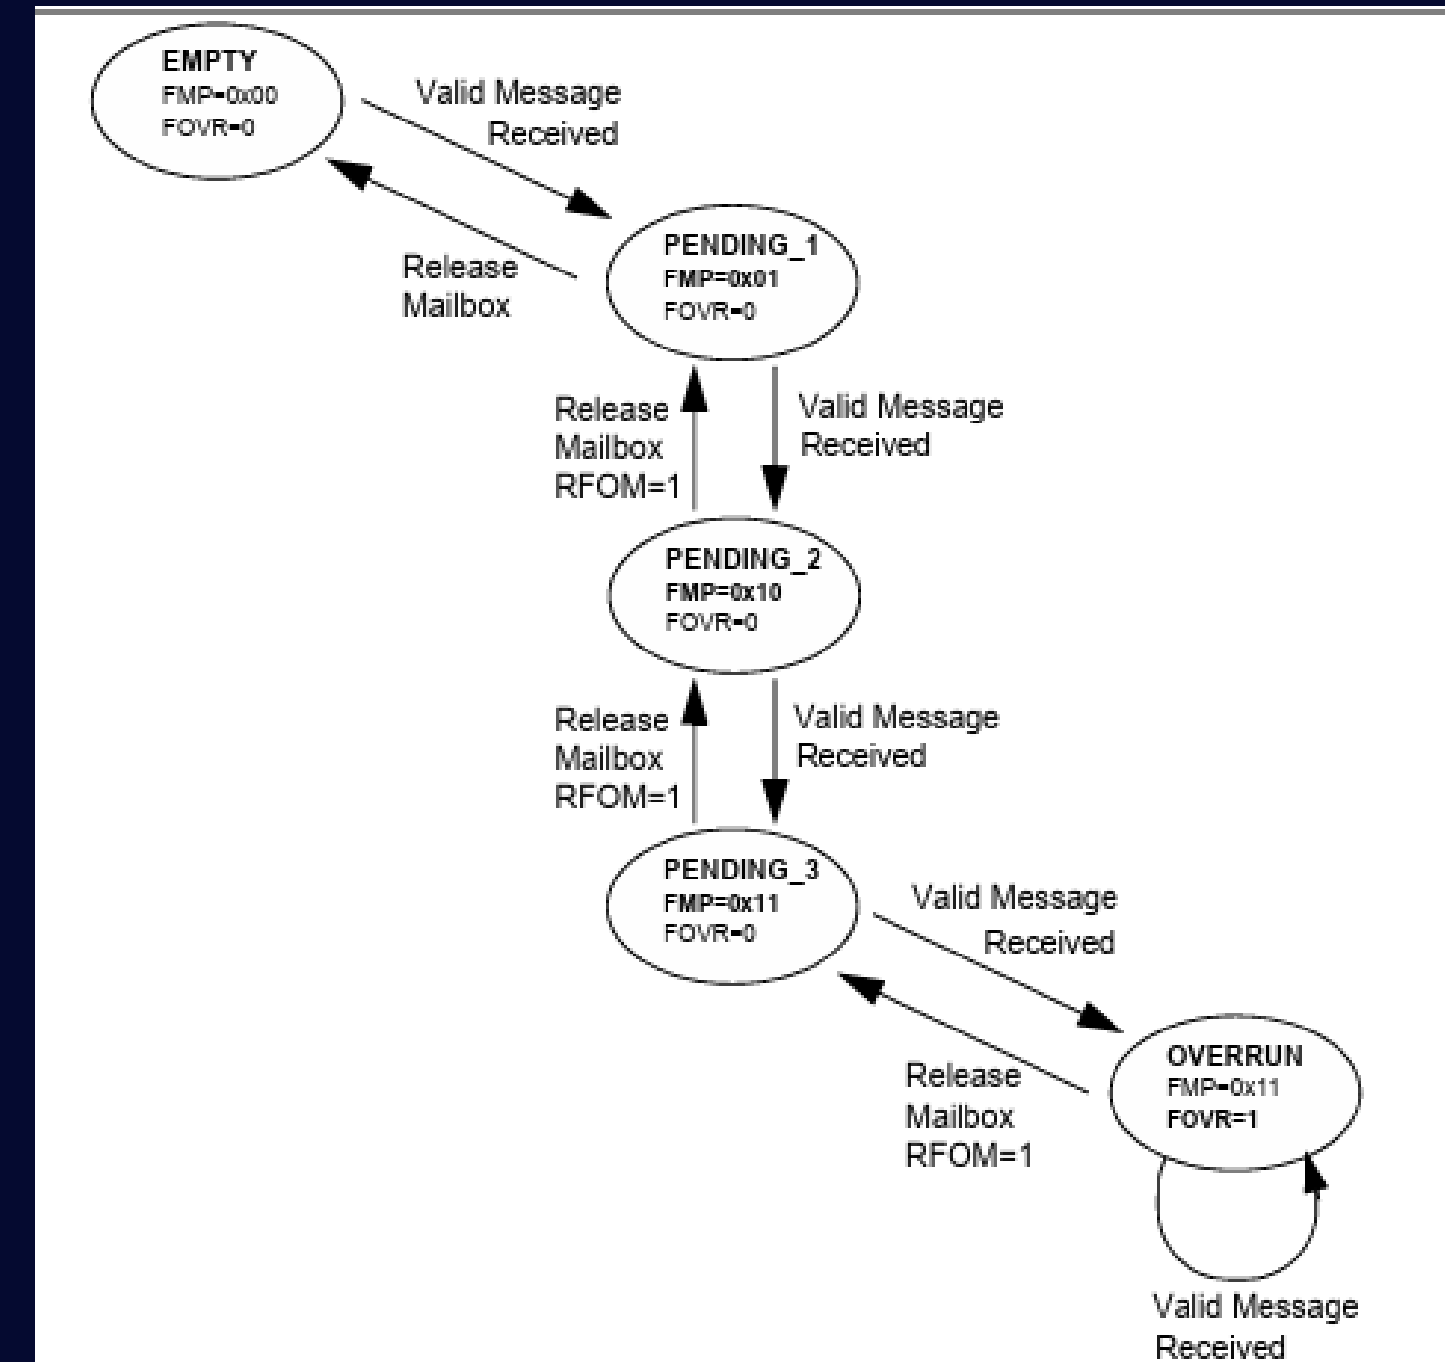 EMPTY
FMP=0x00
FOVR=0
Valid Message
Received
Release
Mailbox
PENDING_1
FMP=0x01
FOVR=0
Release
Mailbox
RFOM=1
Valid Message
Received
PENDING_2
FMP=0x10
FOVR=0
Release
Mailbox
RFOM=1
Valid Message
Received
PENDING_3
FMP=0x11
FOVR=0
Valid Message
Received
Release
Mailbox
RFOM=1
OVERRUN
FMP=0x11
FOVR=1
Valid Message
Received